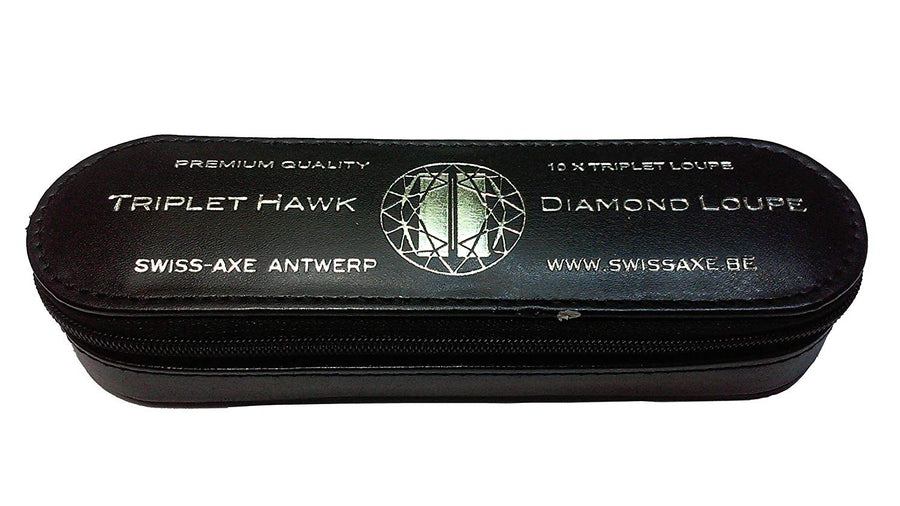 PREMIUM QUALITY
TRIPLET HAWK
SWISS-AXE ANTWERP
10 X TRIPLET LOUPE
DIAMOND LOUPE
WWW.SWISSAXE.BE